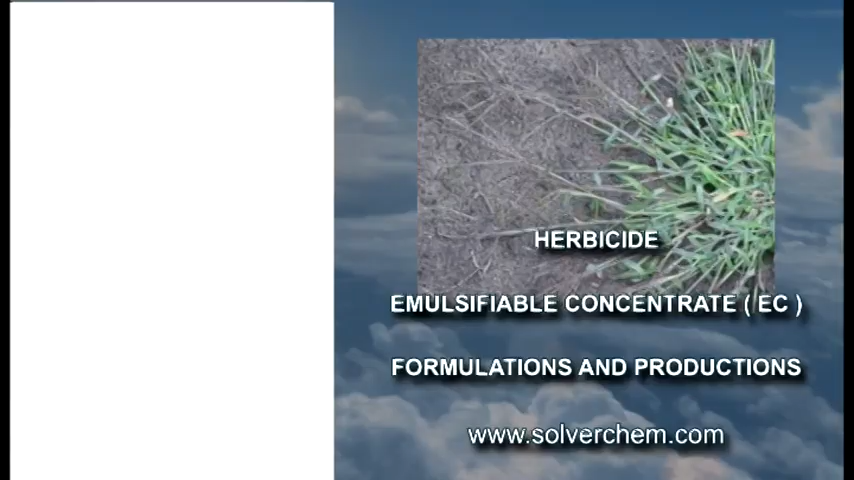 HERBICIDE
EMULSIFIABLE CONCENTRATE ( EC )
FORMULATIONS AND PRODUCTIONS
www.solverchem.com